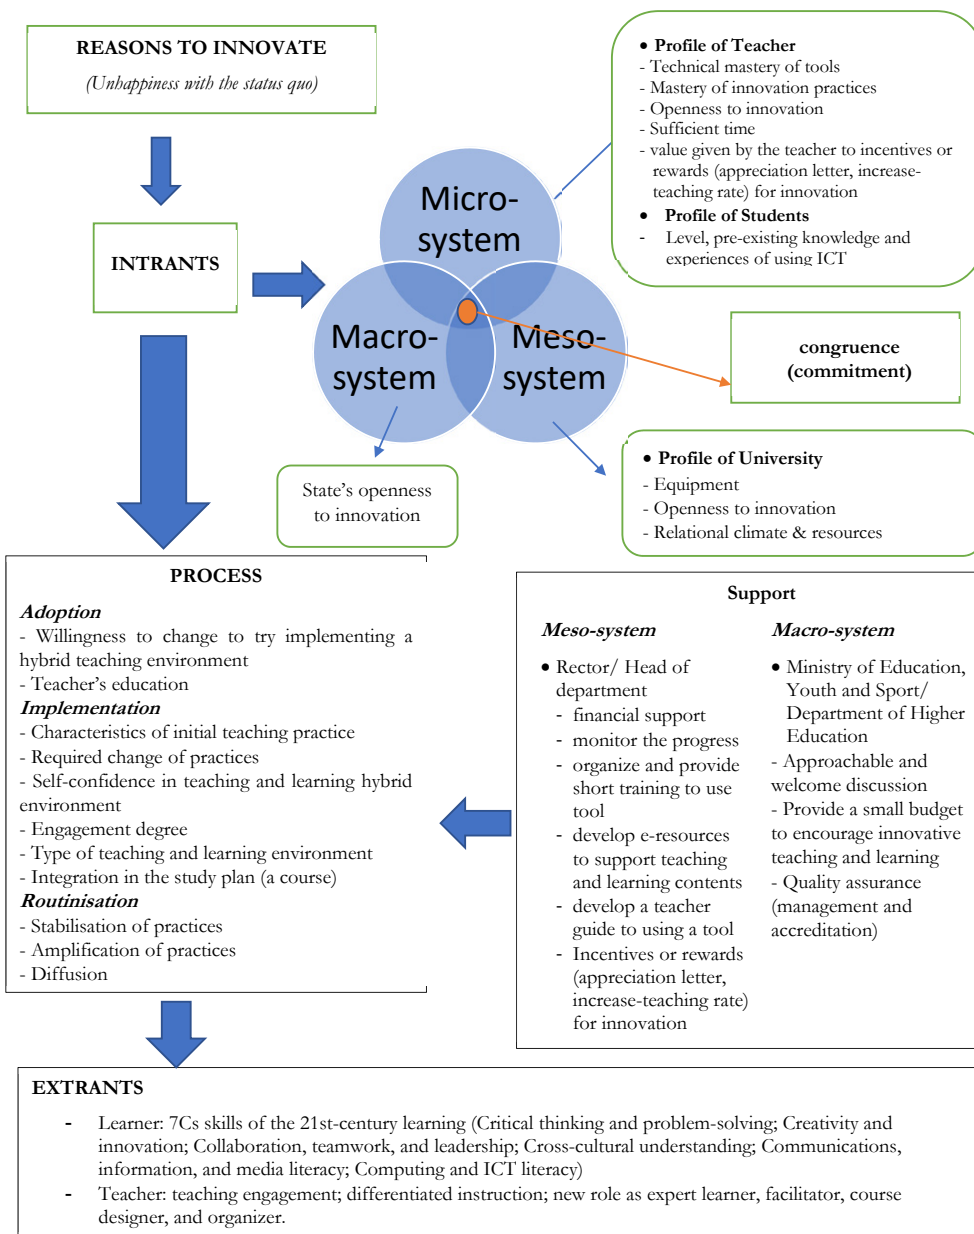 REASONS TO INNOVATE
(Unhappiness with the status quo)
INTRANTS
Micro-
system
Macro-
system
Meso-
system
• Profile of Teacher
- Technical mastery of tools
- Mastery of innovation practices
- Openness to innovation
- Sufficient time
- value given by the teacher to incentives or
rewards (appreciation letter, increase-
teaching rate) for innovation
• Profile of Students
- Level, pre-existing knowledge and
experiences of using ICT
congruence
(commitment)
State's openness
to innovation
• Profile of University
- Equipment
- Openness to innovation
- Relational climate & resources
PROCESS
Adoption
- Willingness to change to try implementing a
hybrid teaching environment
- Teacher's education
Implementation
- Characteristics of initial teaching practice
- Required change of practices
- Self-confidence in teaching and learning hybrid
environment
- Engagement degree
- Type of teaching and learning environment
- Integration in the study plan (a course)
Routinisation
- Stabilisation of practices
- Amplification of practices
- Diffusion
Support
Meso-system
• Rector/ Head of
department
- financial support
- monitor the progress
- organize and provide
short training to use
tool
- develop e-resources
to support teaching
and learning contents
- develop a teacher
guide to using a tool
- Incentives or rewards
(appreciation letter,
increase-teaching rate)
for innovation
Macro-system
• Ministry of Education,
Youth and Sport/
Department of Higher
Education
- Approachable and
welcome discussion
- Provide a small budget
to encourage innovative
teaching and learning
- Quality assurance
(management and
accreditation)
EXTRANTS
- Learner: 7Cs skills of the 21st-century learning (Critical thinking and problem-solving; Creativity and
innovation; Collaboration, teamwork, and leadership; Cross-cultural understanding; Communications,
information, and media literacy; Computing and ICT literacy)
- Teacher: teaching engagement; differentiated instruction; new role as expert learner, facilitator, course
designer, and organizer.